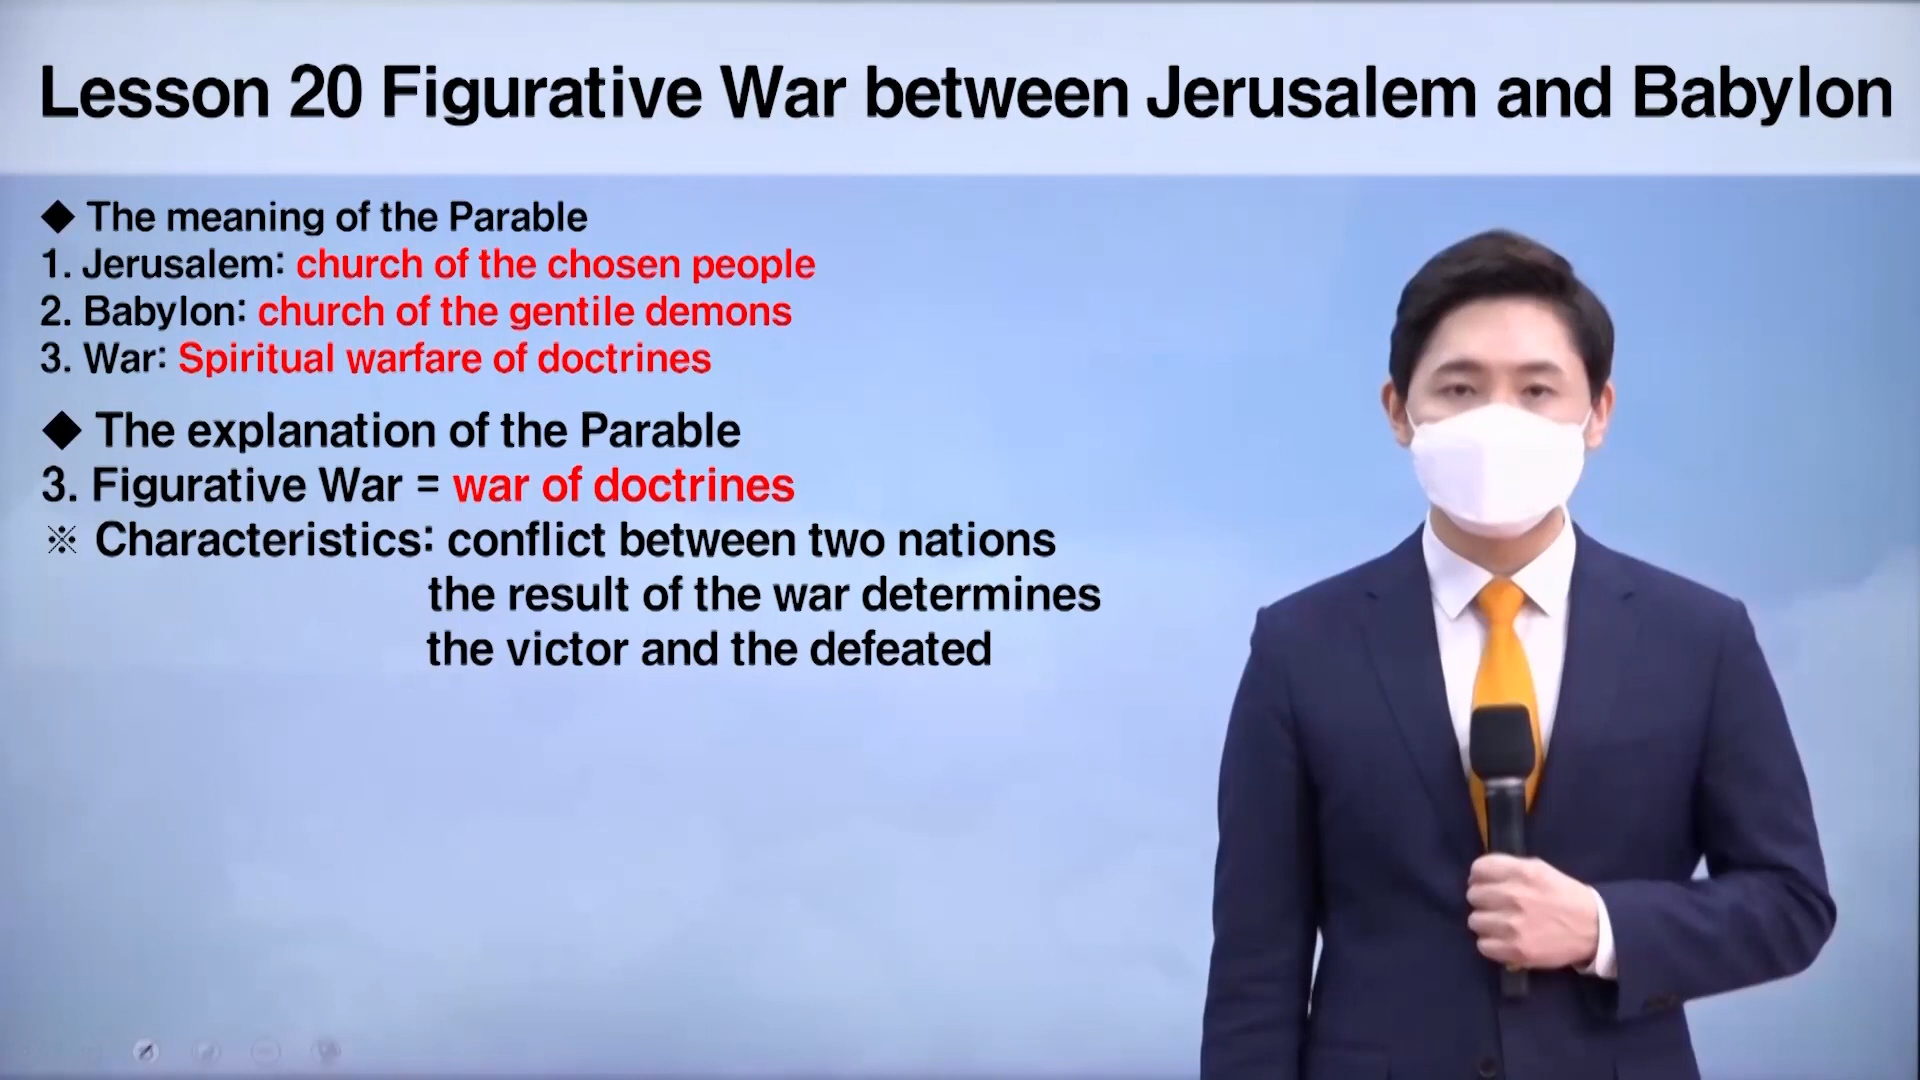 Lesson 20 Figurative War between Jerusalem and Babylon
◆ The meaning of the Parable
1. Jerusalem: church of the chosen people
2. Babylon: church of the gentile demons
3. War: Spiritual warfare of doctrines
◆ The explanation of the Parable
3. Figurative War = war of doctrines
※ Characteristics: conflict between two nations
the result of the war determines
the victor and the defeated